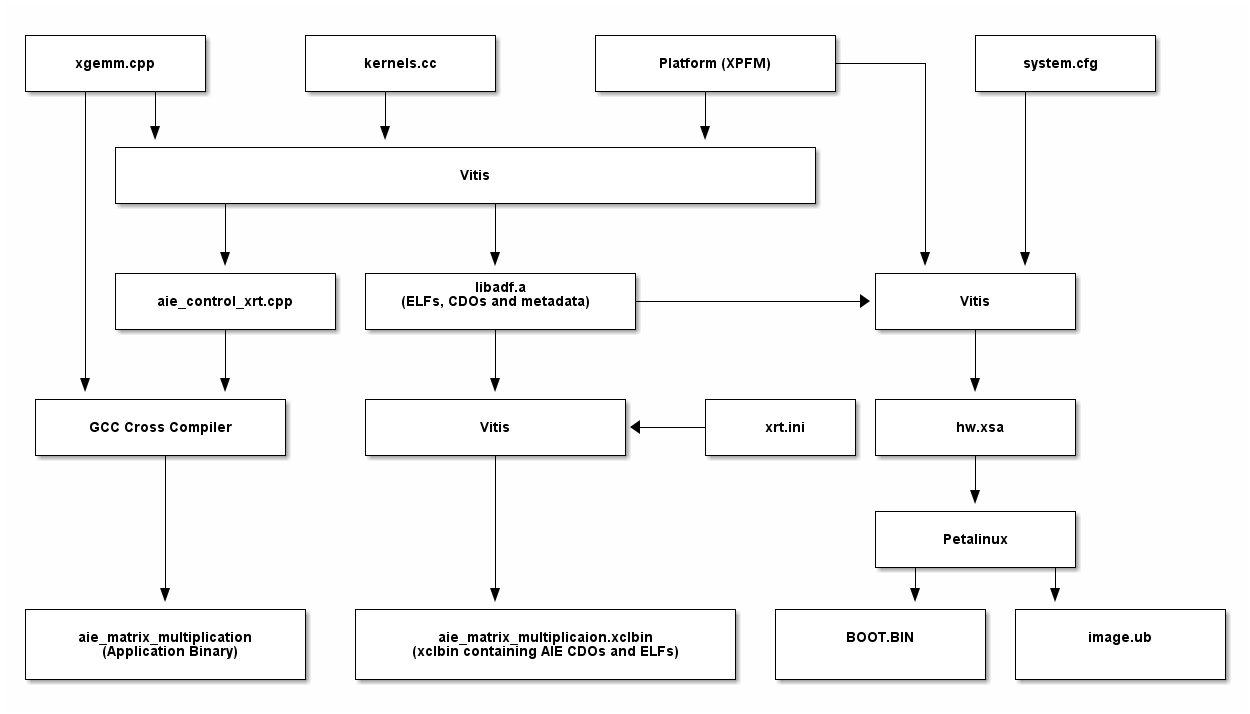 xgemm.cpp
kernels.cc
Platform (XPFM)
system.cfg
Vitis
aie_control_xrt.cpp
libadf.a
(ELFs, CDOs and metadata)
Vitis
GCC Cross Compiler
Vitis
xrt.ini
hw.xsa
Petalinux
aie_matrix_multiplication
(Application Binary)
aie_matrix_multiplicaion.xclbin
(xclbin containing AIE CDOs and ELFs)
BOOT.BIN
image.ub